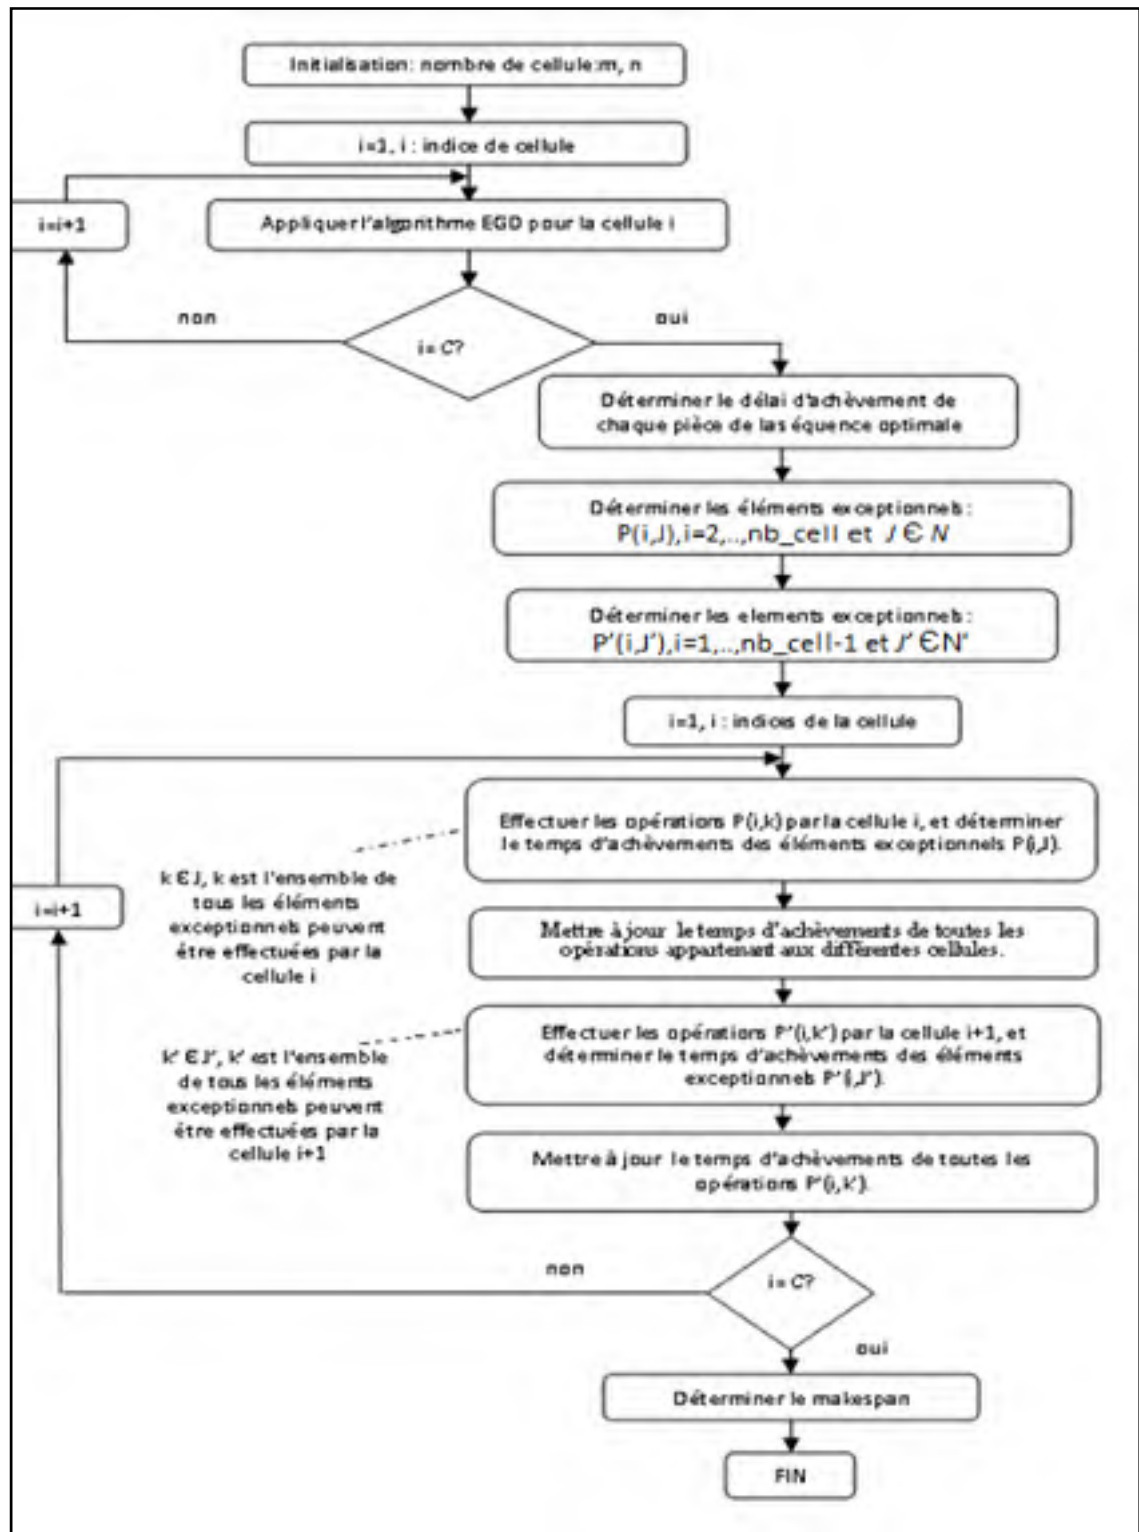 Initialisation: nombre de cellule:m, n
i=1, i : indice de cellule
i=i+1
Appliquer l'algorithme EGD pour la cellule i
non
oui
i= C?
Déterminer le délai d'achèvement de
chaque pièce de las équence optimale
Déterminer les éléments exceptionnels :
P(i,J),i=2,..,nb_cell et J Є N
Déterminer les elements exceptionnels :
P'(i,J'),i=1,..,nb_cell-1 et J' ЄN'
i=1, i : indices de la cellule
Effectuer les opérations P(i,k) par la cellule i, et déterminer
le temps d'achèvements des éléments exceptionnels P(i,J).
k Є J, k est l'ensemble de
tous les éléments
exceptionnels peuvent
être effectuées par la
cellule i
i=i+1
Mettre à jour le temps d'achèvements de toutes les
opérations appartenant aux différentes cellules.
Effectuer les opérations P'(i,k') par la cellule i+1, et
déterminer le temps d'achèvements des éléments
exceptionnels P'(i,J').
k' Є J', k' est l'ensemble
de tous les éléments
exceptionnels peuvent
être effectuées par la
cellule i+1
Mettre à jour le temps d'achèvements de toutes les
opérations P'(i,k').
non
i= C?
oui
Déterminer le makespan
FIN